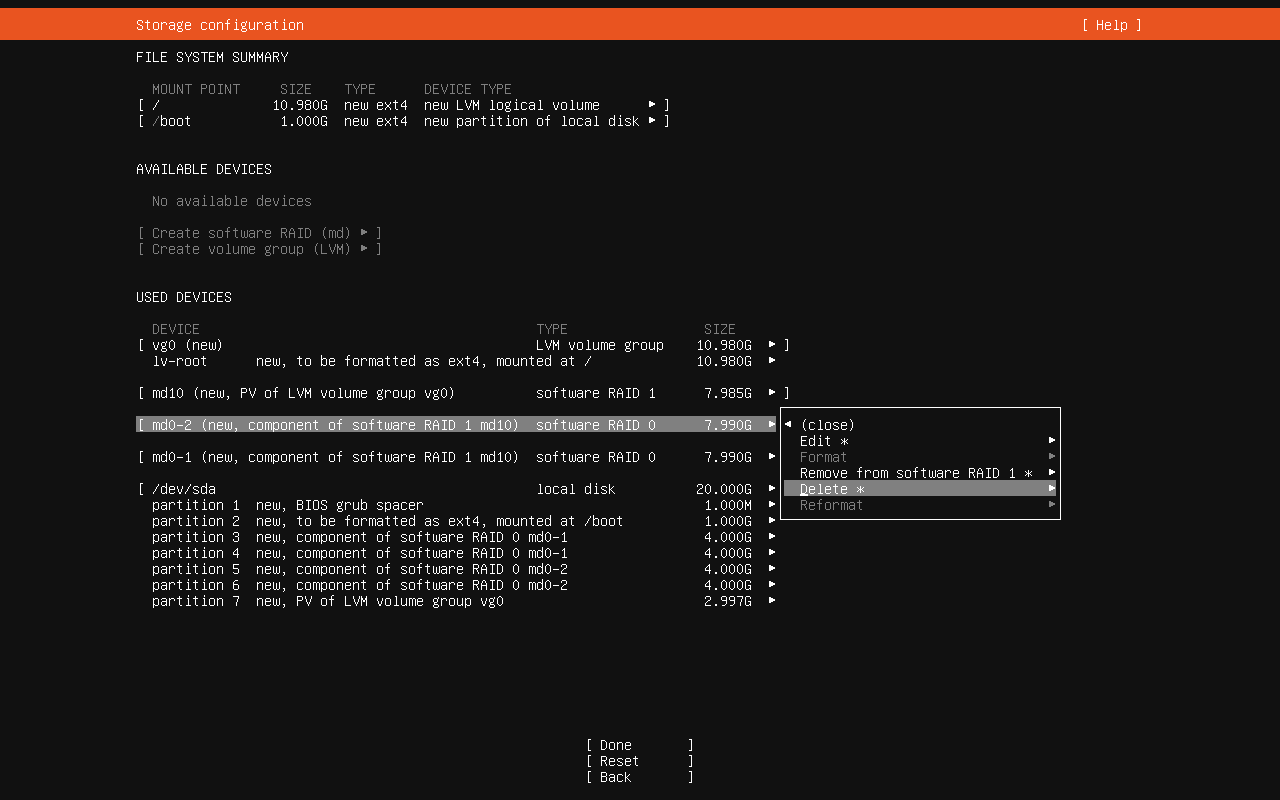 Storage configuration [ Help ]
FILE SYSTEM SUMMARY
MOUNT POINT SIZE TYPE DEVICE TYPE
[ / 10.980G new ext4 new LVM logical volume ▸ ]
[ /boot 1.000G new ext4 new partition of local disk ▸ ]
AVAILABLE DEVICES
No available devices
[ Create software RAID (md) ▸ ]
[ Create volume group (LVM) ▸ ]
USED DEVICES
DEVICE TYPE SIZE
[ vg0 (new) LVM volume group 10.980G ▸ ]
lv-root new, to be formatted as ext4, mounted at / 10.980G ▸
[ md10 (new, PV of LVM volume group vg0) software RAID 1 7.985G ▸ ]
[ md0-2 (new, component of software RAID 1 md10) software RAID 0 7.990G ▸
◂ (close)
Edit * ▸
Format ▸
Remove from software RAID 1 * ▸
Delete * ▸
Reformat ▸
[ md0-1 (new, component of software RAID 1 md10) software RAID 0 7.990G ▸
[ /dev/sda local disk 20.000G ▸
partition 1 new, BIOS grub spacer 1.000M ▸
partition 2 new, to be formatted as ext4, mounted at /boot 1.000G ▸
partition 3 new, component of software RAID 0 md0-1 4.000G ▸
partition 4 new, component of software RAID 0 md0-1 4.000G ▸
partition 5 new, component of software RAID 0 md0-2 4.000G ▸
partition 6 new, component of software RAID 0 md0-2 4.000G ▸
partition 7 new, PV of LVM volume group vg0 2.997G ▸
[ Done ]
[ Reset ]
[ Back ]